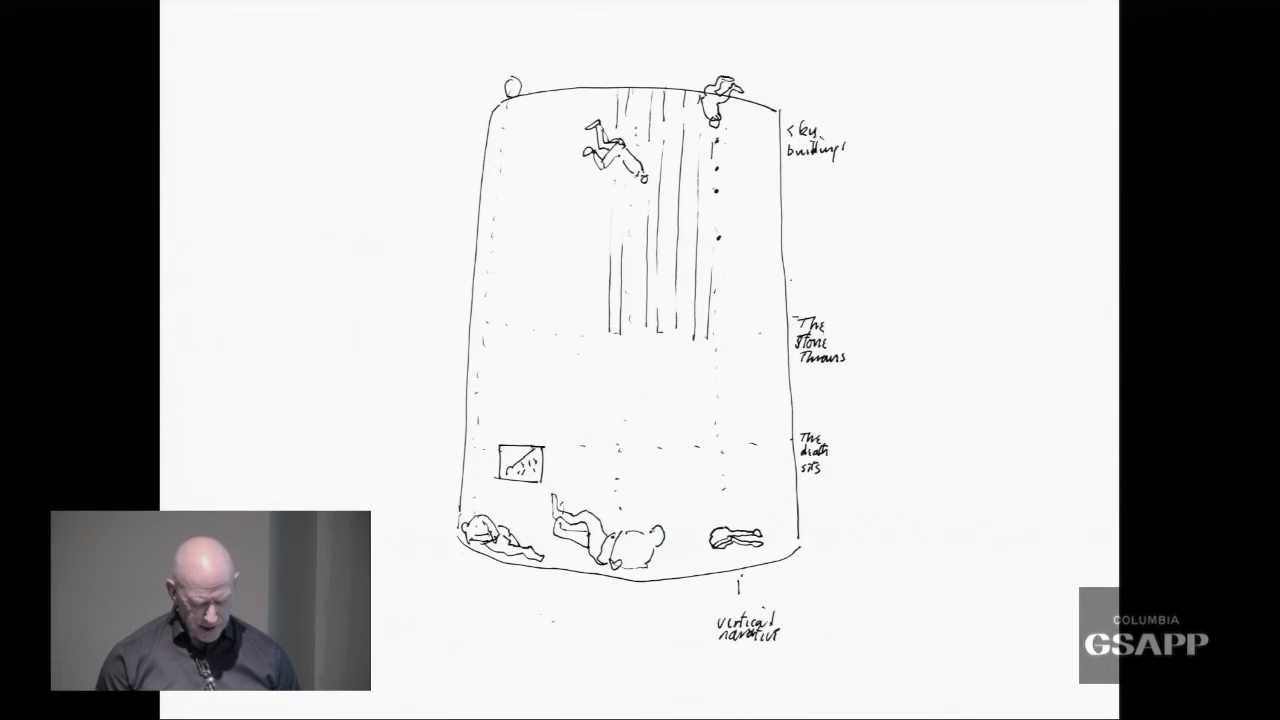 sky
buildings
The
stone
Throws
The
death
sits
vertical
narrative
COLUMBIA
GSAPP